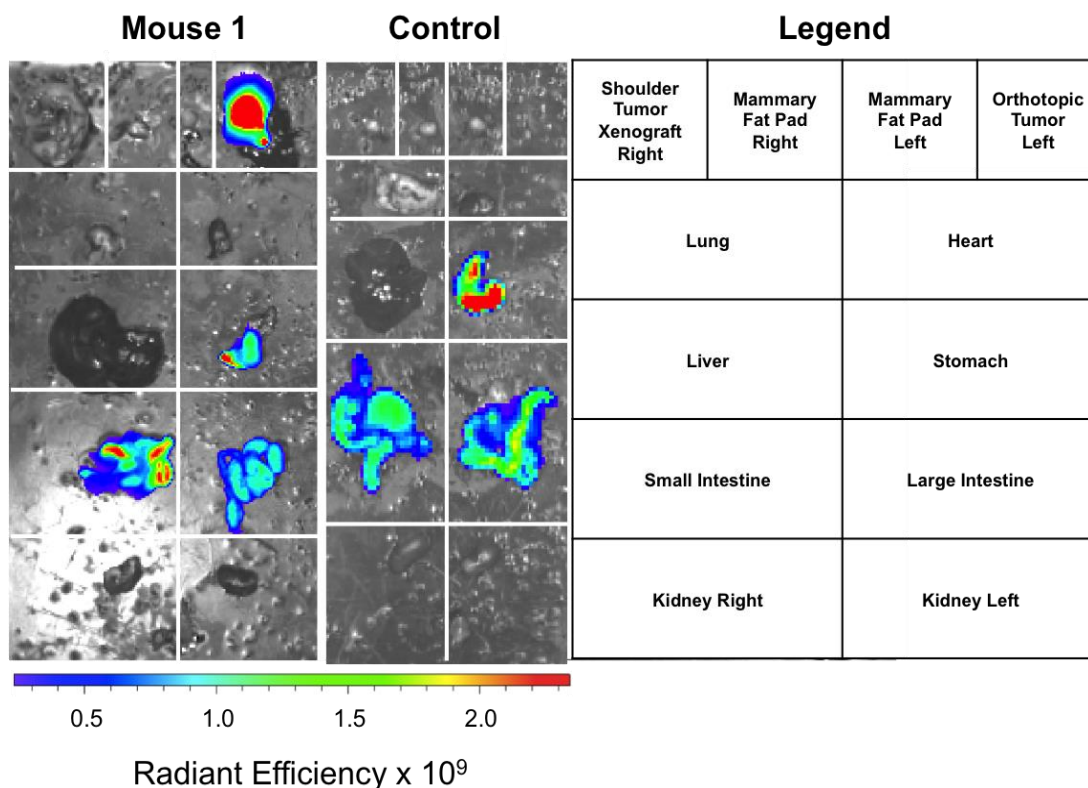 Mouse 1
Control
Legend
Shoulder
Tumor
Xenograft
Right
Mammary
Fat Pad
Right
Mammary
Fat Pad
Left
Orthotopic
Tumor
Left
Lung
Heart
Liver
Stomach
Small Intestine
Large Intestine
Kidney Right
Kidney Left
0.5 1.0 1.5 2.0
Radiant Efficiency x 10⁹